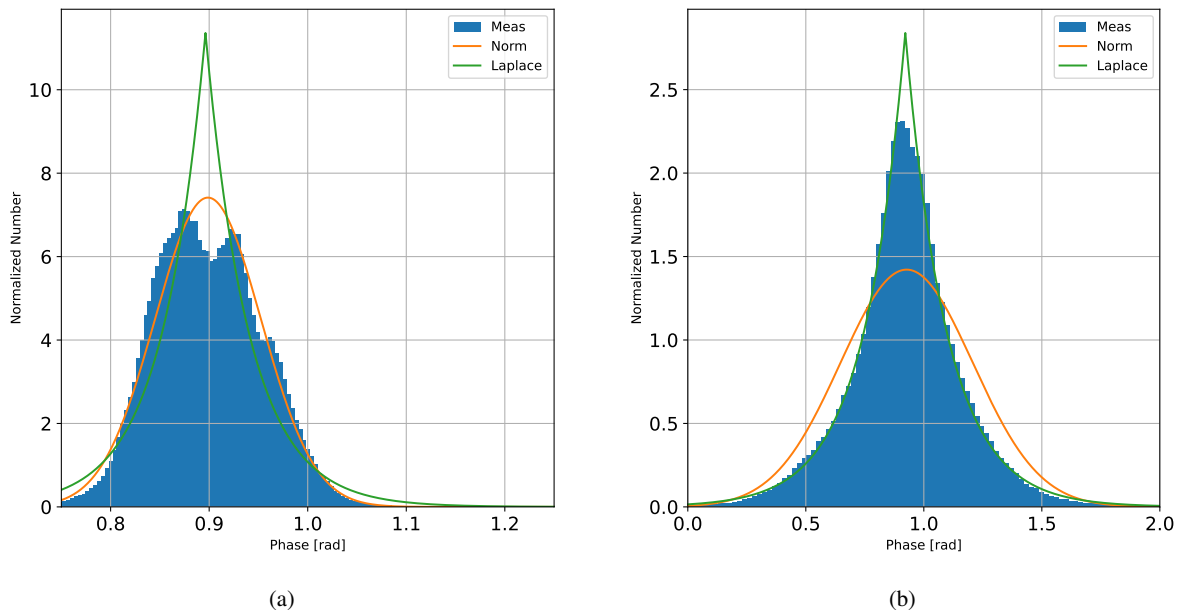 Meas
Norm
Laplace
10
8
6
4
2
0
Normalized Number
0.8 0.9 1.0 1.1 1.2
Phase [rad]
(a)
Meas
Norm
Laplace
2.5
2.0
1.5
1.0
0.5
0.0
Normalized Number
0.0 0.5 1.0 1.5 2.0
Phase [rad]
(b)